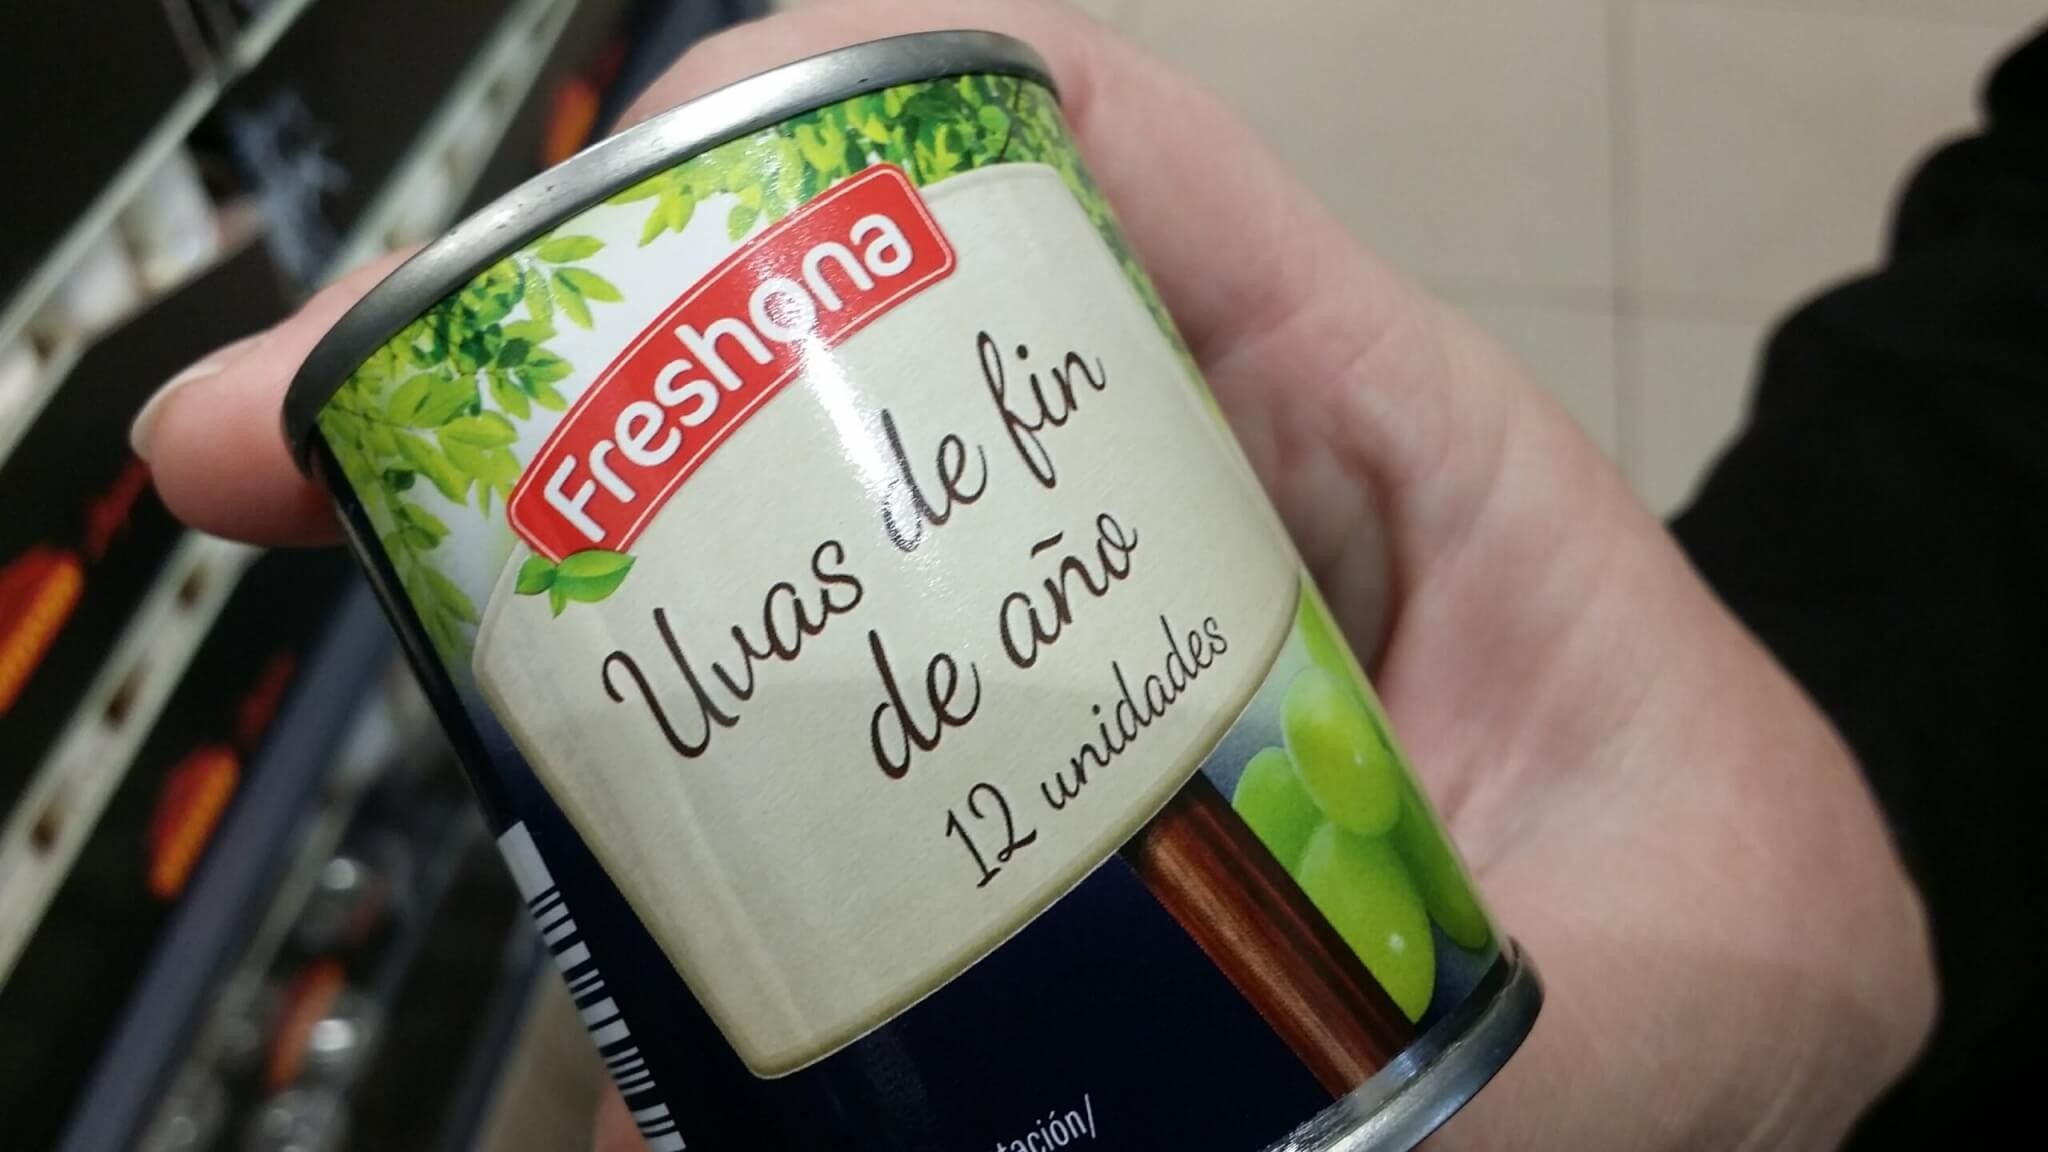 Freshona
Uvas de fin
de año
12 unidades